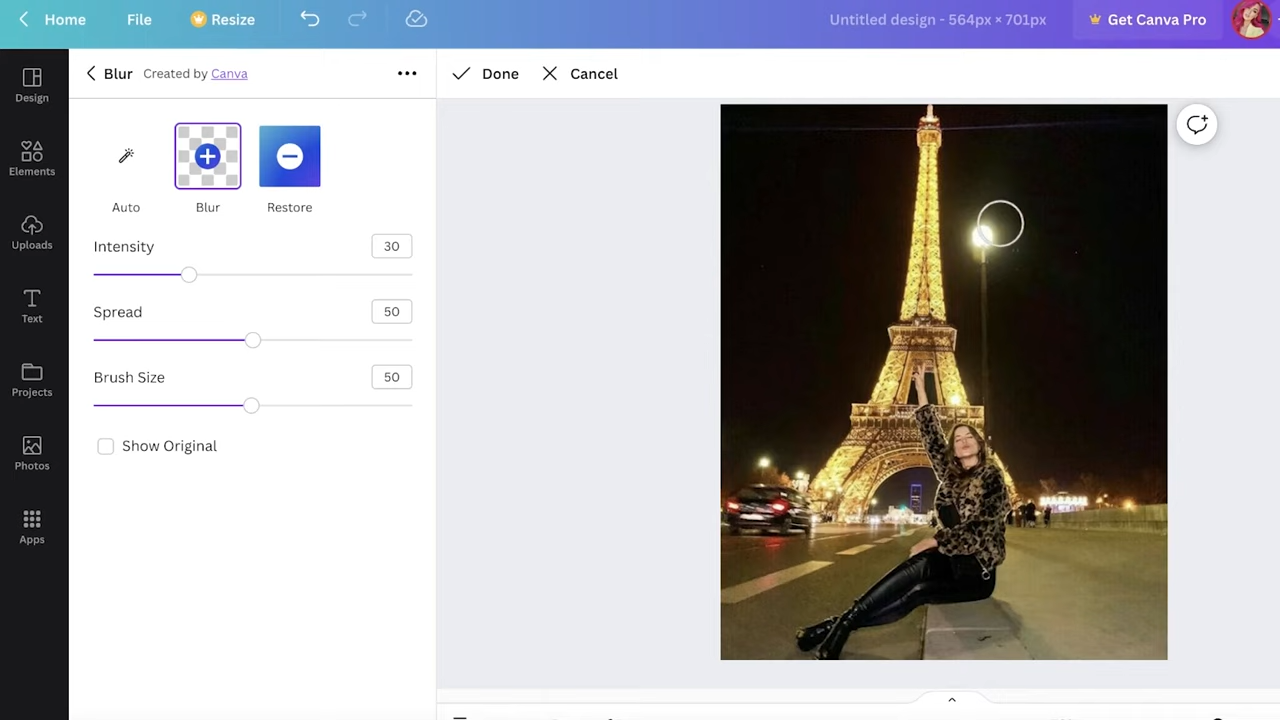 Home File Resize Untitled design - 564px × 701px Get Canva Pro
Design
Elements
Uploads
Text
Projects
Photos
Apps
Blur Created by Canva
Done Cancel
Auto Blur Restore
Intensity 30
Spread 50
Brush Size 50
Show Original